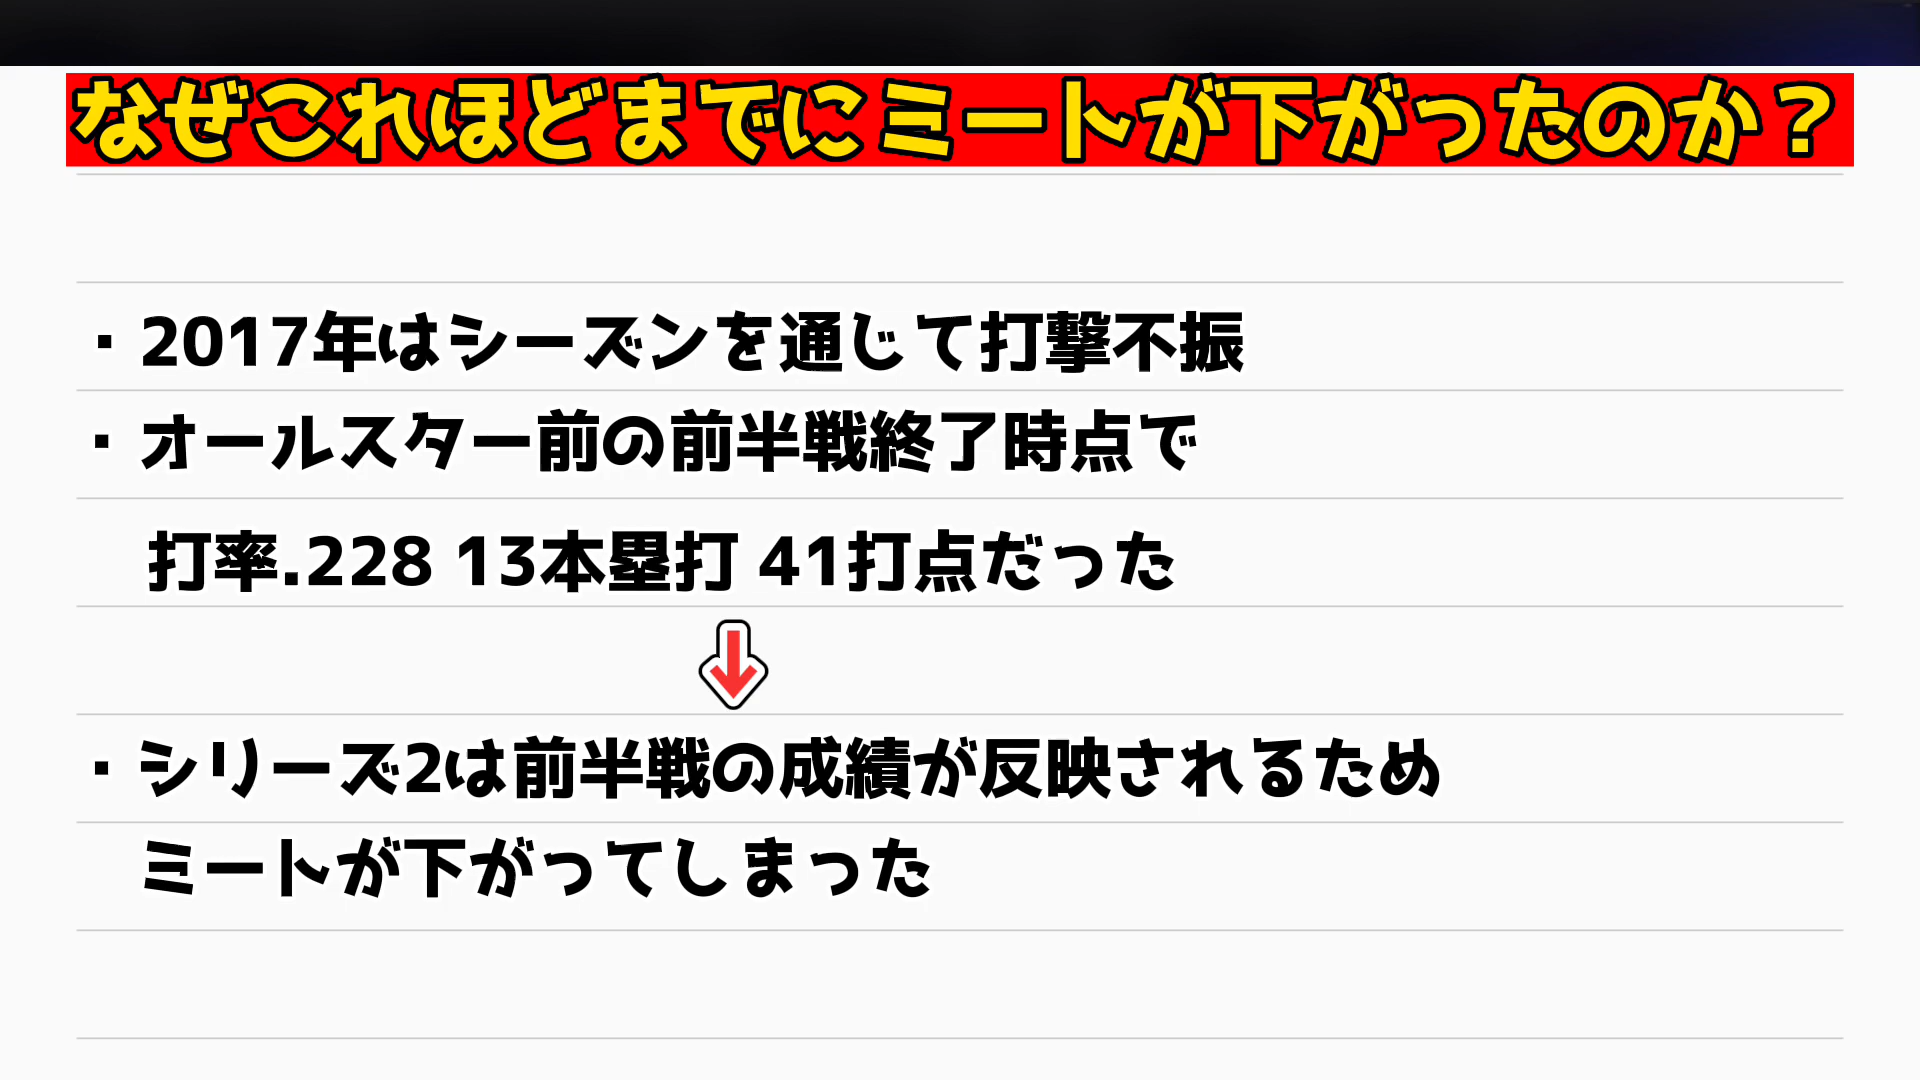 なぜこれほどまでにミートが下がったのか？
・2017年はシーズンを通じて打撃不振
・オールスター前の前半戦終了時点で
打率.228 13本塁打 41打点だった
・シリーズ2は前半戦の成績が反映されるため
ミートが下がってしまった